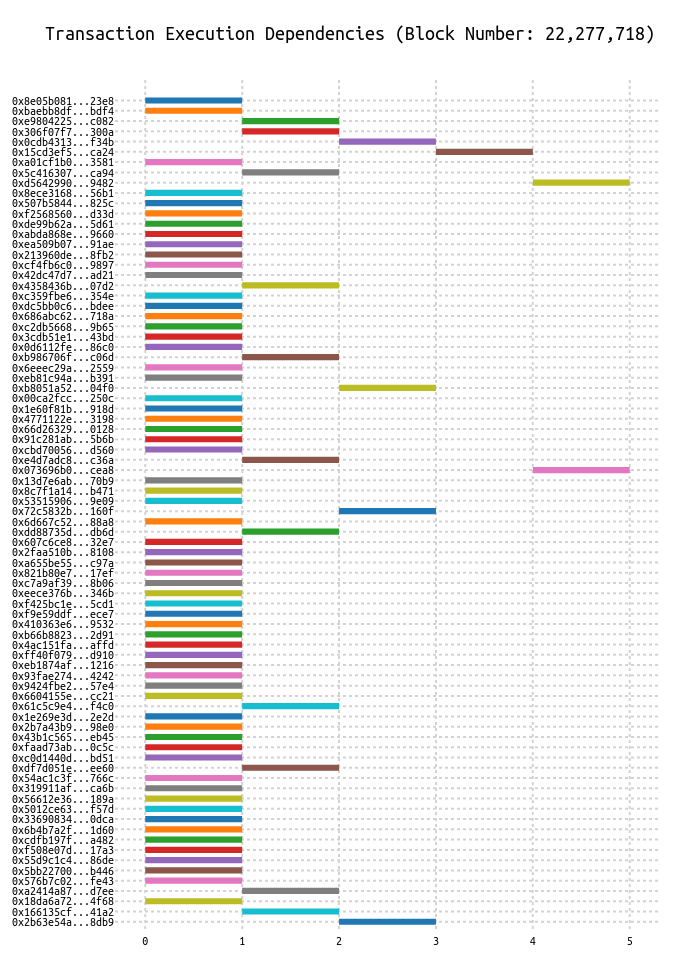 Transaction Execution Dependencies (Block Number: 22,277,718)
0x8e05b081...23e8
0xbaebb8df...bdf4
0xe9804225...c082
0x306f07f7...300a
0x0cdb4313...f34b
0x15cd3ef5...ca24
0xa01cf1b0...3581
0x5c416307...ca94
0xd5642990...9482
0x8ece3168...56b1
0x507b5844...825c
0xf2568560...d33d
0xde99b62a...5d61
0xabda868e...9660
0xea509b07...91ae
0x213960de...8fb2
0xcf4fb6c0...9897
0x42dc47d7...ad21
0x4358436b...07d2
0xc359fbe6...354e
0xdc5bb0c6...bdee
0x686abc62...718a
0xc2db5668...9b65
0x3cdb51e1...43bd
0x0d6112fe...86c0
0xb986706f...c06d
0x6eeec29a...2559
0xeb81c94a...b391
0xb8051a52...04f0
0x00ca2fcc...250c
0x1e60f81b...918d
0x4771122e...3198
0x66d26329...0128
0x91c281ab...5b6b
0xcbd70056...d560
0xe4d7adc8...c36a
0x073696b0...cea8
0x13d7e6ab...70b9
0x8c7f1a14...b471
0x53515906...9e09
0x72c5832b...160f
0x6d667c52...88a8
0xdd88735d...db6d
0x607c6ce8...32e7
0x2faa510b...8108
0xa655be55...c97a
0x821b80e7...17ef
0xc7a9af39...8b06
0xeece376b...346b
0xf425bc1e...5cd1
0xf9e59ddf...ece7
0x410363e6...9532
0xb66b8823...2d91
0x4ac151fa...affd
0xff40f079...d910
0xeb1874af...1216
0x93fae274...4242
0x9424fbe2...57e4
0x6604155e...cc21
0x61c5c9e4...f4c0
0x1e269e3d...2e2d
0x2b7a43b9...98e0
0x43b1c565...eb45
0xfaad73ab...0c5c
0xc0d1440d...bd51
0xdf7d051e...ee60
0x54ac1c3f...766c
0x319911af...ca6b
0x56612e36...189a
0x5012ce63...f57d
0x33690834...0dca
0x6b4b7a2f...1d60
0xcdfb197f...a482
0xf508e07d...17a3
0x55d9c1c4...86de
0x5bb22700...b446
0x576b7c02...fe43
0xa2414a87...d7ee
0x18da6a72...4f68
0x166135cf...41a2
0x2b63e54a...8db9
0 1 2 3 4 5